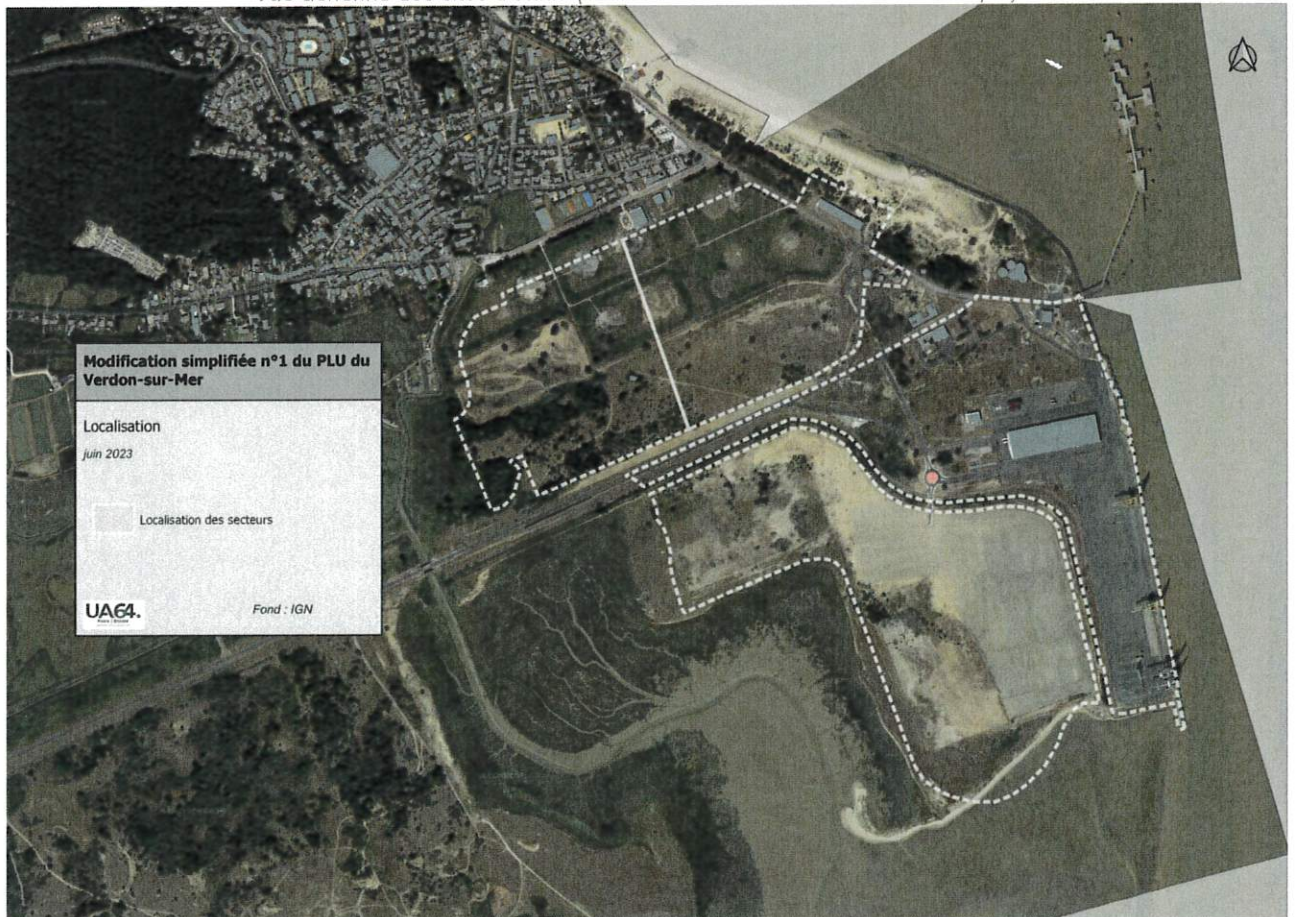 Modification simplifiée n°1 du PLU du
Verdon-sur-Mer
Localisation
juin 2023
Localisation des secteurs
UA64.
Fond : IGN